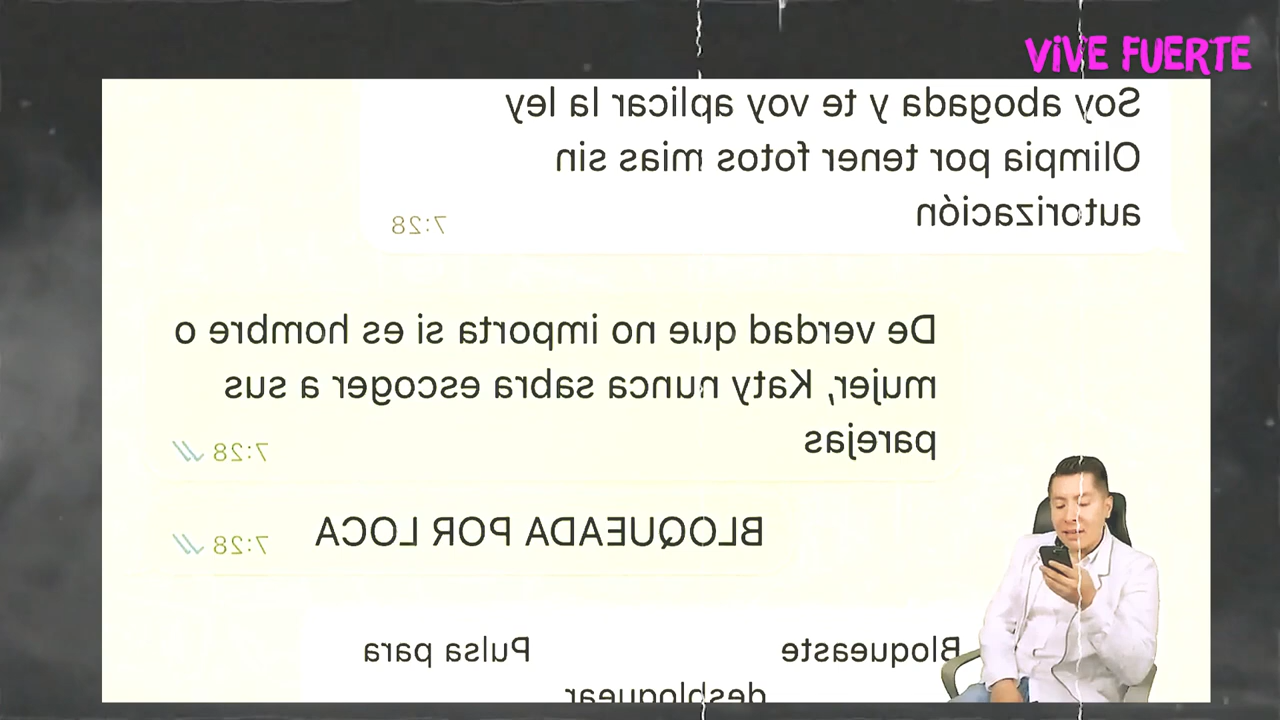 VIVE FUERTE
Soy abogada y te voy aplicar la ley
Olimpia por tener fotos mias sin
autorización
7:28
De verdad que no importa si es hombre o
mujer, Katy nunca sabra escoger a sus
parejas
7:28
BLOQUEADA POR LOCA 7:28
Bloqueaste Pulsa para
desbloquear